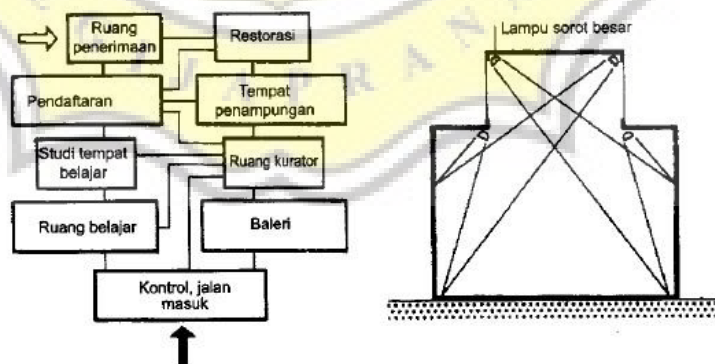 Ruang
penerimaan
Restorasi
Pendaftaran
Tempat
penampungan
Studi tempat
belajar
Ruang kurator
Ruang belajar
Baleri
Kontrol, jalan
masuk
Lampu sorot besar